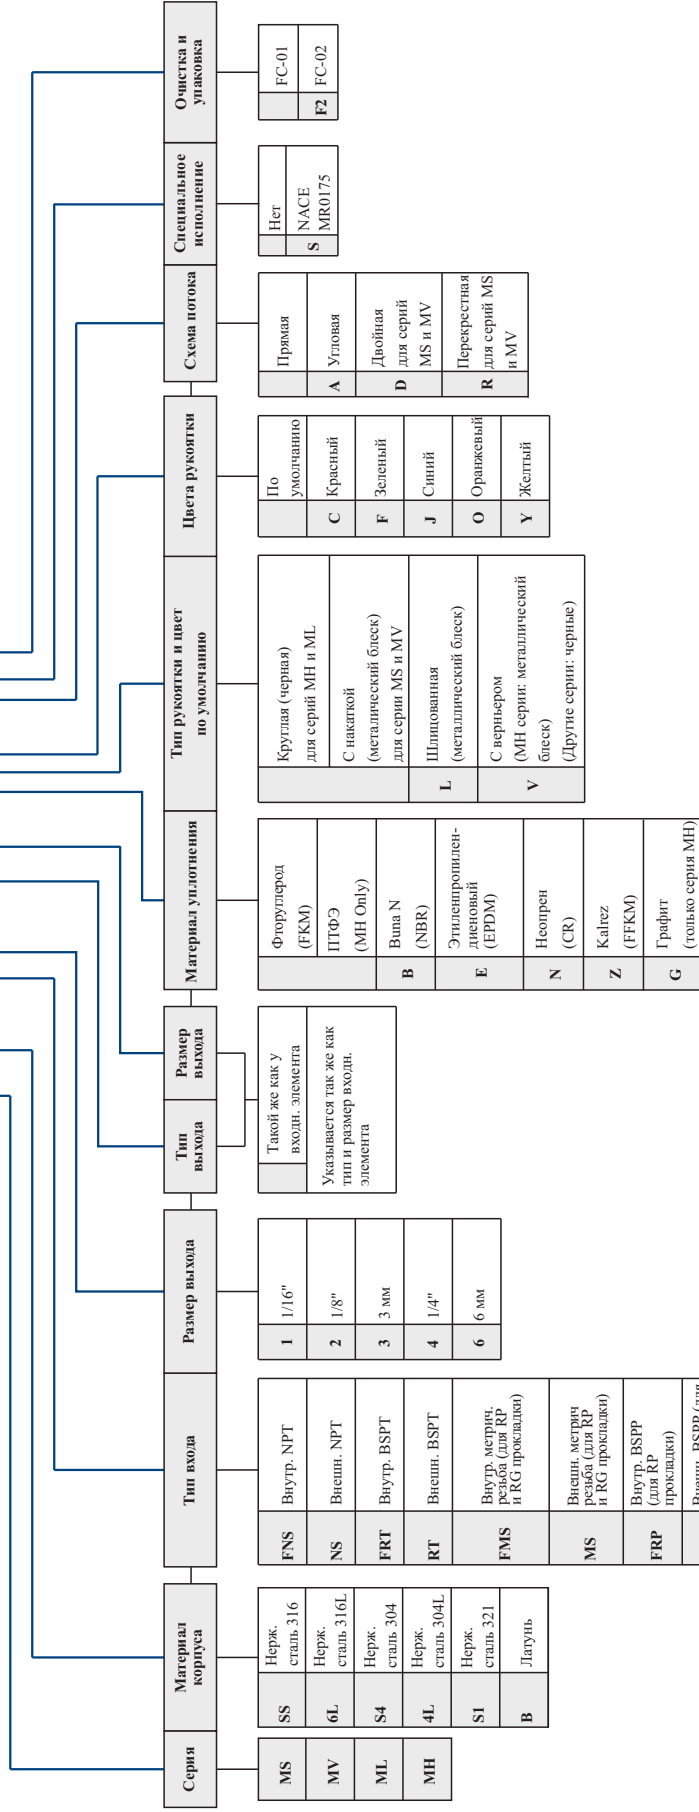 Серия
MS
MV
ML
MH
Материал
корпуса
SS
Нерж.
сталь 316
6L
Нерж.
сталь 316L
S4
Нерж.
сталь 304
4L
Нерж.
сталь 304L
S1
Нерж.
сталь 321
B
Латунь
Тип входа
FNS
Внутр. NPT
NS
Внешн. NPT
FRT
Внутр. BSPT
RT
Внешн. BSPT
FMS
Внутр. метрич.
резьба (для RP
и RG прокладки)
MS
Внешн. метрич
резьба (для RP
и RG прокладки)
FRP
Внутр. BSPP
(для RP
прокладки)
Внешн. BSPP (для
Размер выхода
1
1/16"
2
1/8"
3
3 мм
4
1/4"
6
6 мм
Тип
выхода
Размер
выхода
Такой же как у
входн. элемента
Указывается так же как
тип и размер входн.
элемента
Материал уплотнения
Фторуглерод
(FKM)
ПТФЭ
(MH Only)
B
Buna N
(NBR)
E
Этиленпропилен-
диеновый
(EPDM)
N
Неопрен
(CR)
Z
Kalrez
(FFKM)
G
Графит
(только серия MH)
Тип рукоятки и цвет
по умолчанию
Круглая (черная)
для серий MH и ML
С накаткой
(металический блеск)
для серии MS и MV
L
Шлицованная
(металлический блеск)
V
С верньером
(MH серии: металлический
блеск)
(Другие серии: черные)
Цвета рукоятки
По
умолчанию
C
Красный
F
Зеленый
J
Синий
O
Оранжевый
Y
Желтый
Схема потока
Прямая
A
Угловая
D
Двойная
для серий
MS и MV
R
Перекрестная
для серий MS
и MV
Специальное
исполнение
Нет
S
NACE
MR0175
Очистка и
упаковка
FC-01
F2
FC-02